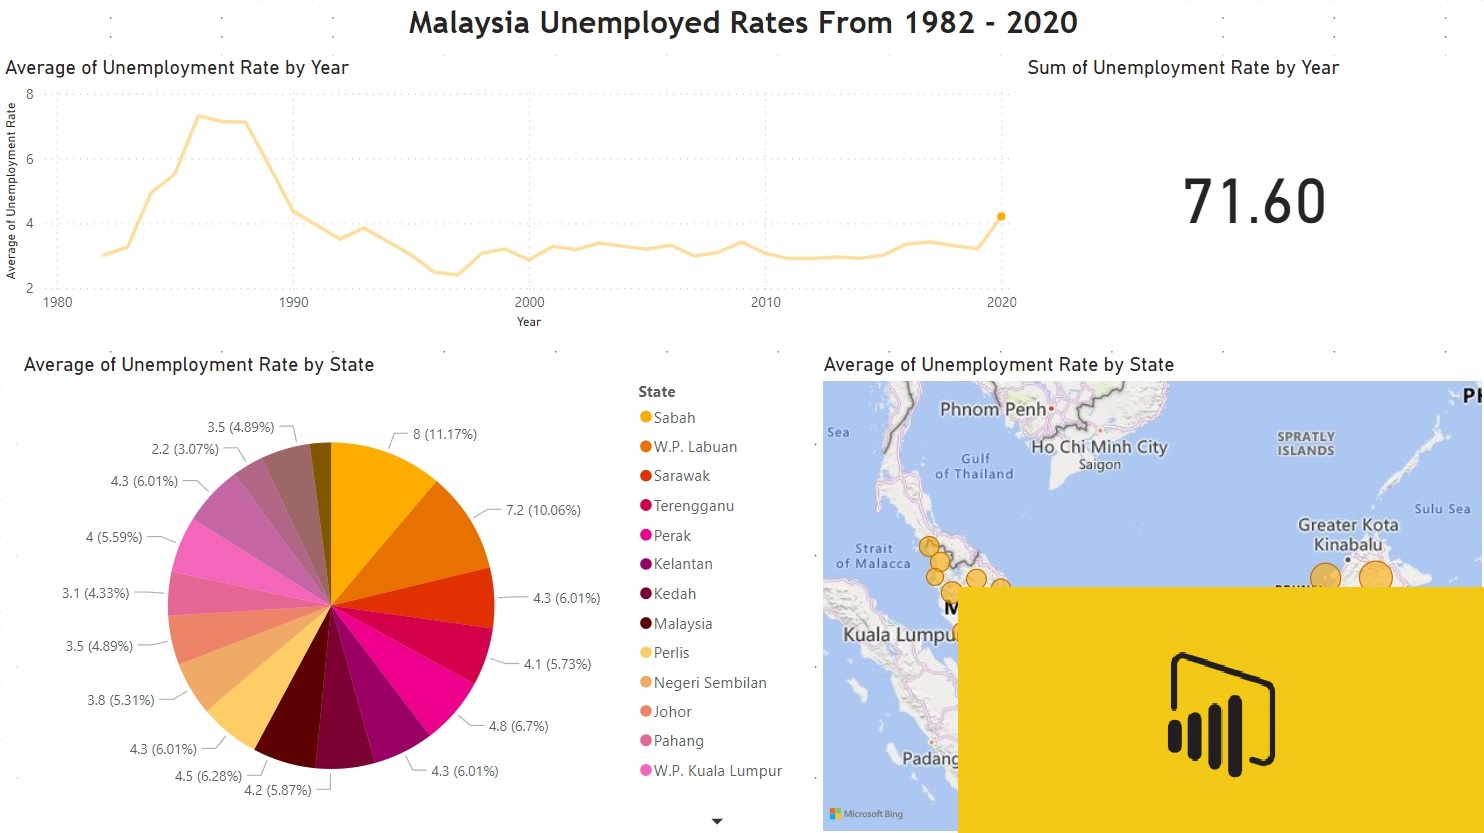 Malaysia Unemployed Rates From 1982 - 2020
Average of Unemployment Rate by Year
Average of Unemployment Rate
8
6
4
2
1980
1990
2000
2010
2020
Year
Sum of Unemployment Rate by Year
71.60
Average of Unemployment Rate by State
8 (11.17%)
7.2 (10.06%)
4.3 (6.01%)
4.1 (5.73%)
4.8 (6.7%)
4.3 (6.01%)
4.2 (5.87%)
4.5 (6.28%)
4.3 (6.01%)
3.8 (5.31%)
3.5 (4.89%)
3.1 (4.33%)
4 (5.59%)
4.3 (6.01%)
2.2 (3.07%)
3.5 (4.89%)
State
Sabah
W.P. Labuan
Sarawak
Terengganu
Perak
Kelantan
Kedah
Malaysia
Perlis
Negeri Sembilan
Johor
Pahang
W.P. Kuala Lumpur
Average of Unemployment Rate by State
PH
Phnom Penh
Sea
Ho Chi Minh City
Saigon
Gulf
of Thailand
SPRATLY
ISLANDS
Sulu Sea
Greater Kota
Kinabalu
Strait
of Malacca
M
Kuala Lumpu
Padang
Microsoft Bing